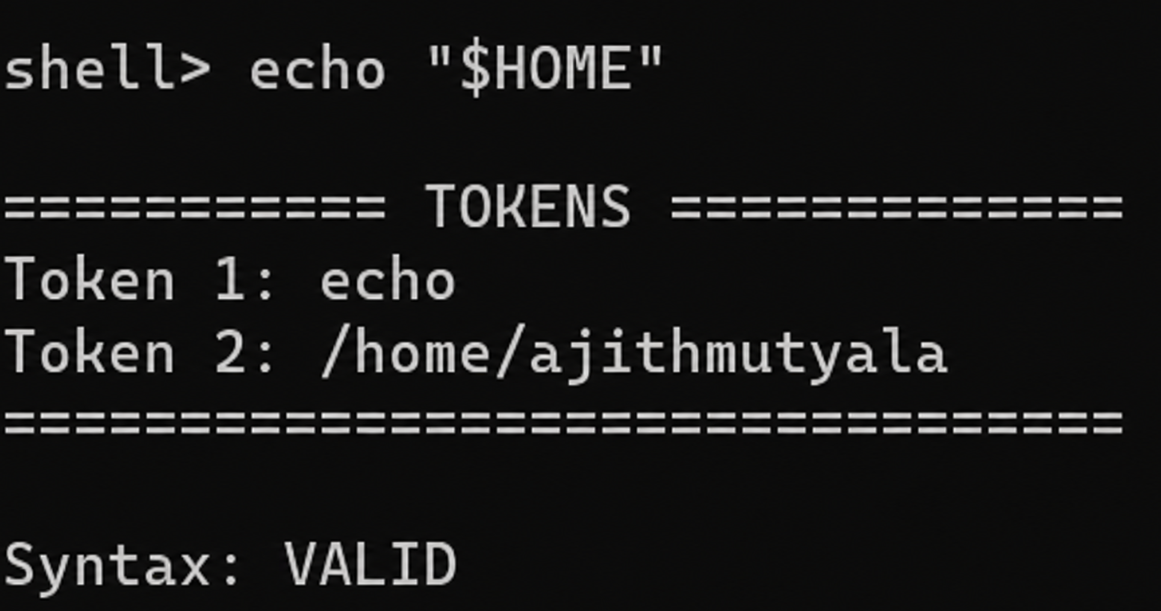 shell> echo "$HOME"
=========== TOKENS =============
Token 1: echo
Token 2: /home/ajithmutyala
================================
Syntax: VALID